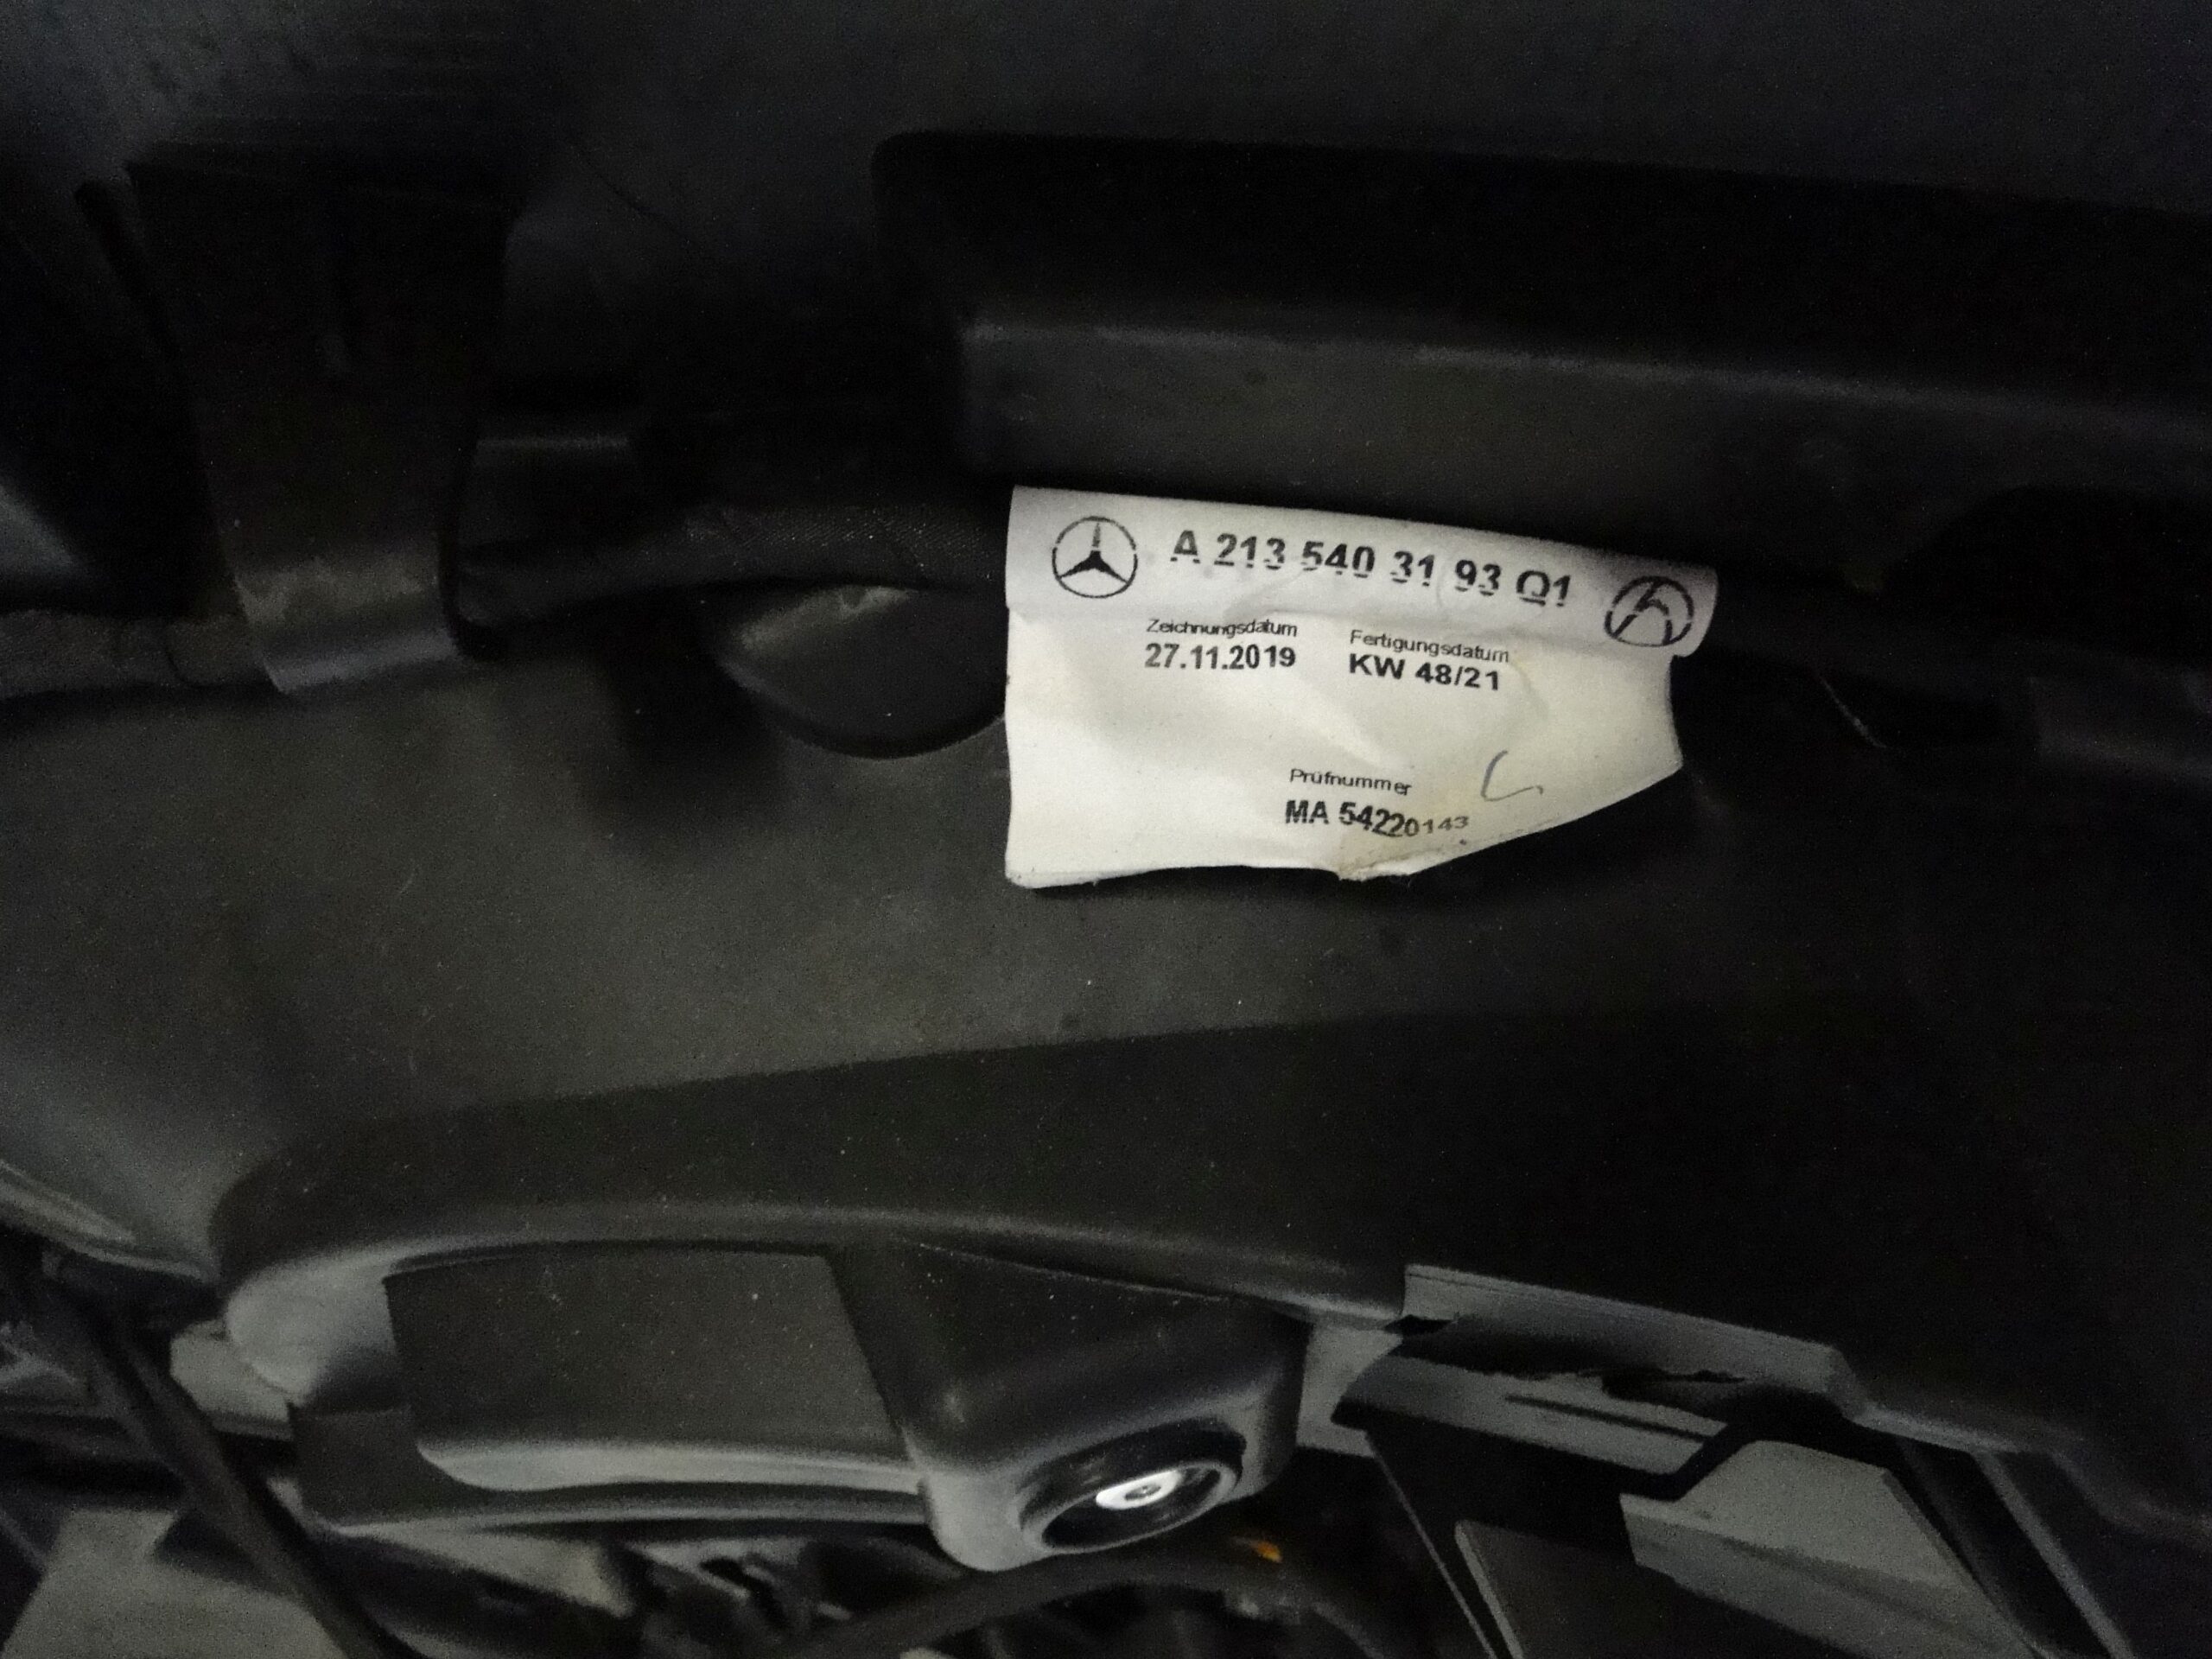 A 213 540 31 93 Q1
Zeichnungsdatum Fertigungsdatum
27.11.2019 KW 48/21
Prüfnummer
MA 54220143